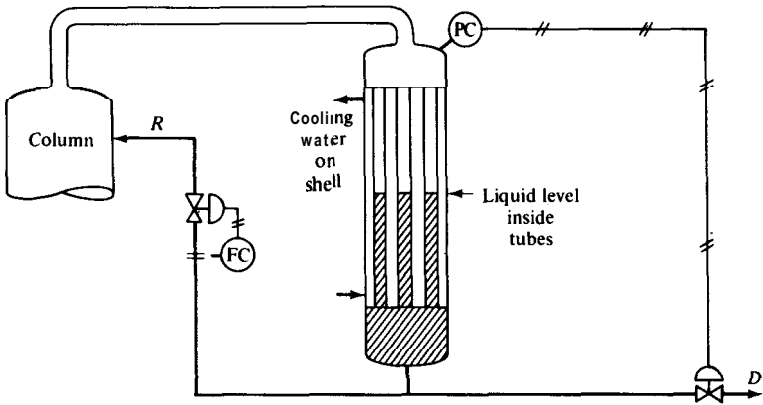 PC
Column
R
Cooling
water
on
shell
Liquid level
inside
tubes
FC
D